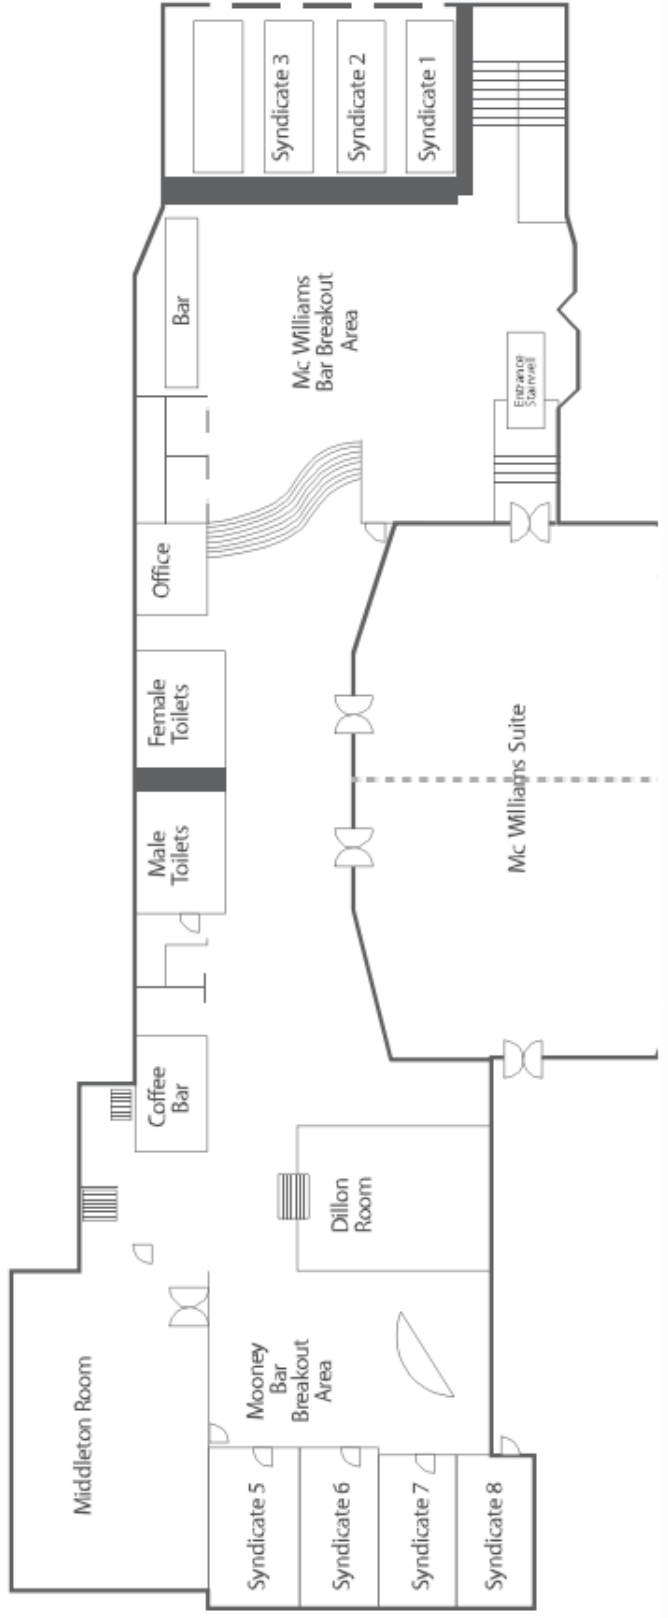 Syndicate 3
Syndicate 2
Syndicate 1
Bar
Mc Williams
Bar Breakout
Area
Entrance
Stairwell
Office
Female
Toilets
Male
Toilets
Mc Williams Suite
Coffee
Bar
Dillon
Room
Middleton Room
Mooney
Bar
Breakout
Area
Syndicate 5
Syndicate 6
Syndicate 7
Syndicate 8